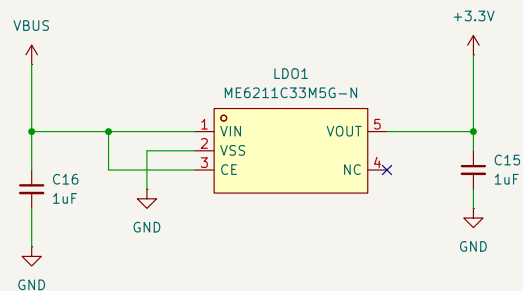 +3.3V
VBUS
LDO1
ME6211C33M5G-N
1 VIN VOUT 5
2 VSS
3 CE NC 4
C16
1uF
C15
1uF
GND
GND
GND